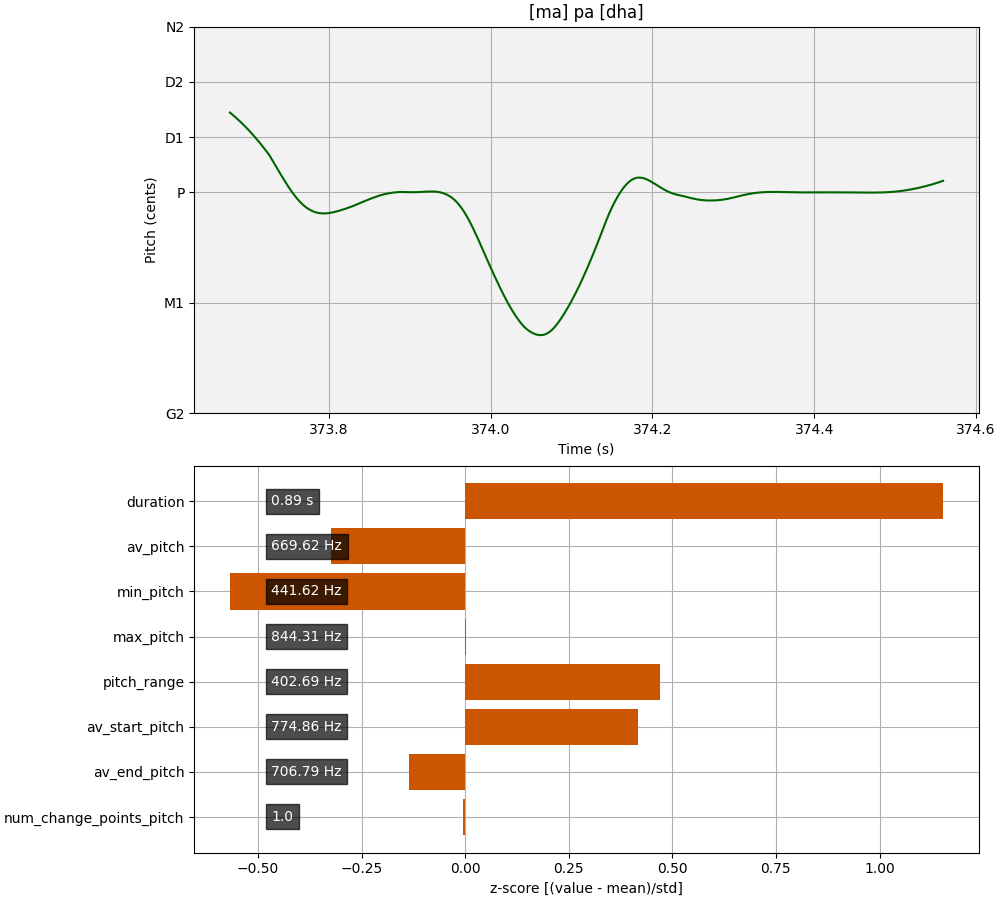 [ma] pa [dha]
N2
D2
D1
P
M1
G2
Pitch (cents)
373.8 374.0 374.2 374.4 374.6
Time (s)
duration 0.89 s
av_pitch 669.62 Hz
min_pitch 441.62 Hz
max_pitch 844.31 Hz
pitch_range 402.69 Hz
av_start_pitch 774.86 Hz
av_end_pitch 706.79 Hz
num_change_points_pitch 1.0
−0.50 −0.25 0.00 0.25 0.50 0.75 1.00
z-score [(value - mean)/std]